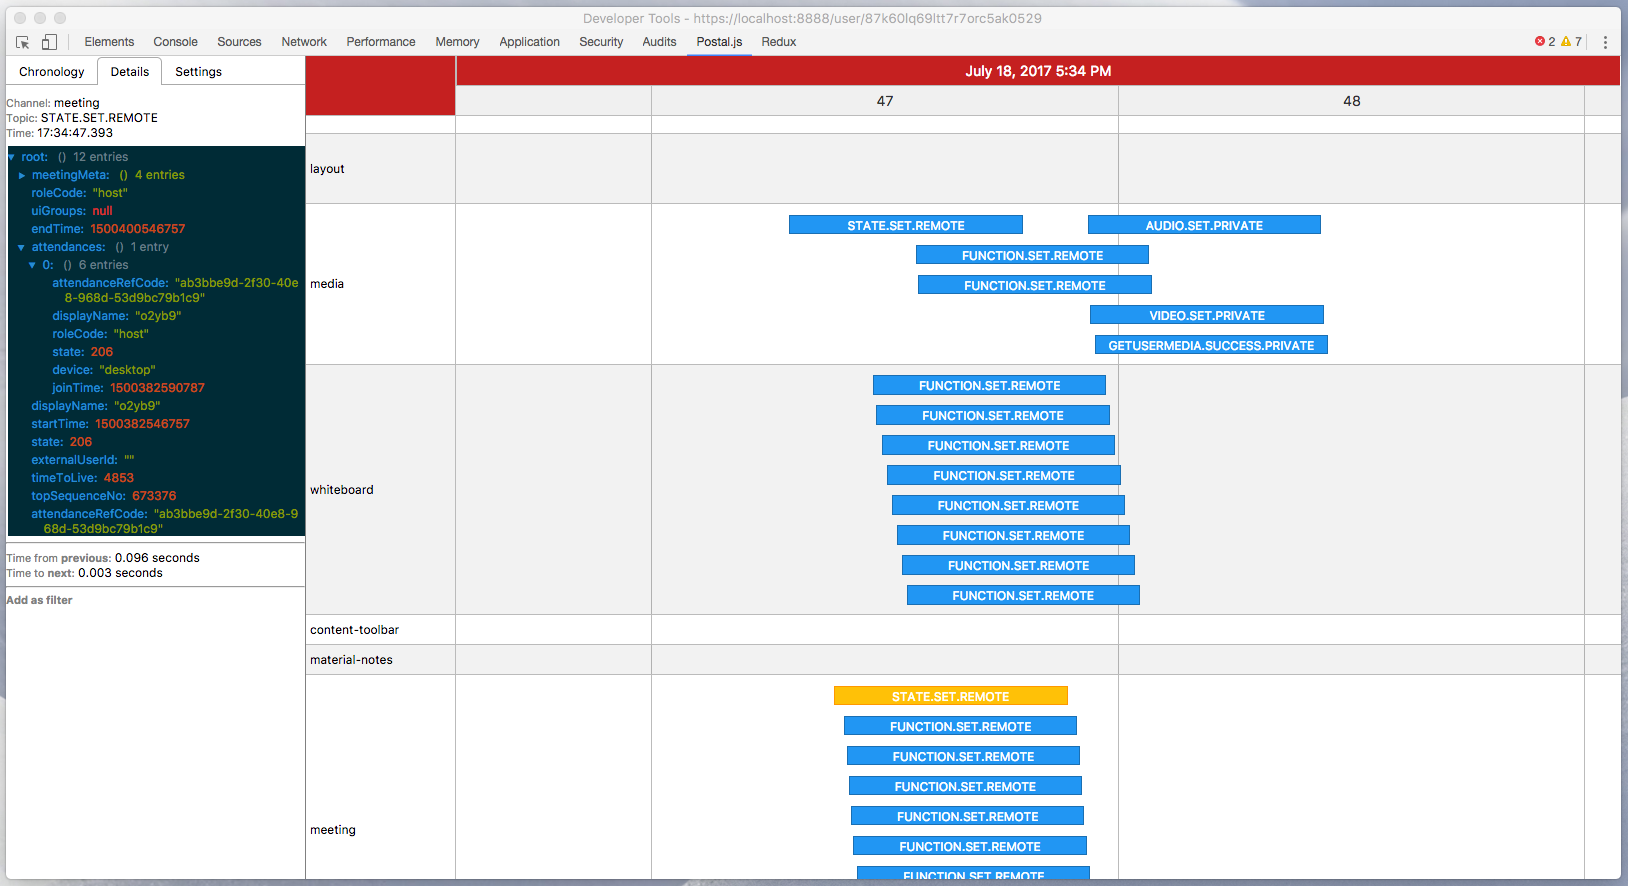 Developer Tools - https://localhost:8888/user/87k60lq69ltt7r7orc5ak0529
Elements Console Sources Network Performance Memory Application Security Audits Postal.js Redux 2 7
Chronology Details Settings
July 18, 2017 5:34 PM
47 48
Channel: meeting
Topic: STATE.SET.REMOTE
Time: 17:34:47.393
root: {} 12 entries
meetingMeta: {} 4 entries
roleCode: "host"
uiGroups: null
endTime: 1500400546757
attendances: {} 1 entry
0: {} 6 entries
attendanceRefCode: "ab3bbe9d-2f30-40e
8-968d-53d9bc79b1c9"
displayName: "o2yb9"
roleCode: "host"
state: 206
device: "desktop"
joinTime: 1500382590787
displayName: "o2yb9"
startTime: 1500382546757
state: 206
externalUserId: ""
timeToLive: 4853
topSequenceNo: 673376
attendanceRefCode: "ab3bbe9d-2f30-40e8-9
68d-53d9bc79b1c9"
Time from previous: 0.096 seconds
Time to next: 0.003 seconds
Add as filter
layout
media
STATE.SET.REMOTE AUDIO.SET.PRIVATE
FUNCTION.SET.REMOTE
FUNCTION.SET.REMOTE
VIDEO.SET.PRIVATE
GETUSERMEDIA.SUCCESS.PRIVATE
whiteboard
FUNCTION.SET.REMOTE
FUNCTION.SET.REMOTE
FUNCTION.SET.REMOTE
FUNCTION.SET.REMOTE
FUNCTION.SET.REMOTE
FUNCTION.SET.REMOTE
FUNCTION.SET.REMOTE
FUNCTION.SET.REMOTE
content-toolbar
material-notes
meeting
STATE.SET.REMOTE
FUNCTION.SET.REMOTE
FUNCTION.SET.REMOTE
FUNCTION.SET.REMOTE
FUNCTION.SET.REMOTE
FUNCTION.SET.REMOTE
FUNCTION.SET.REMOTE